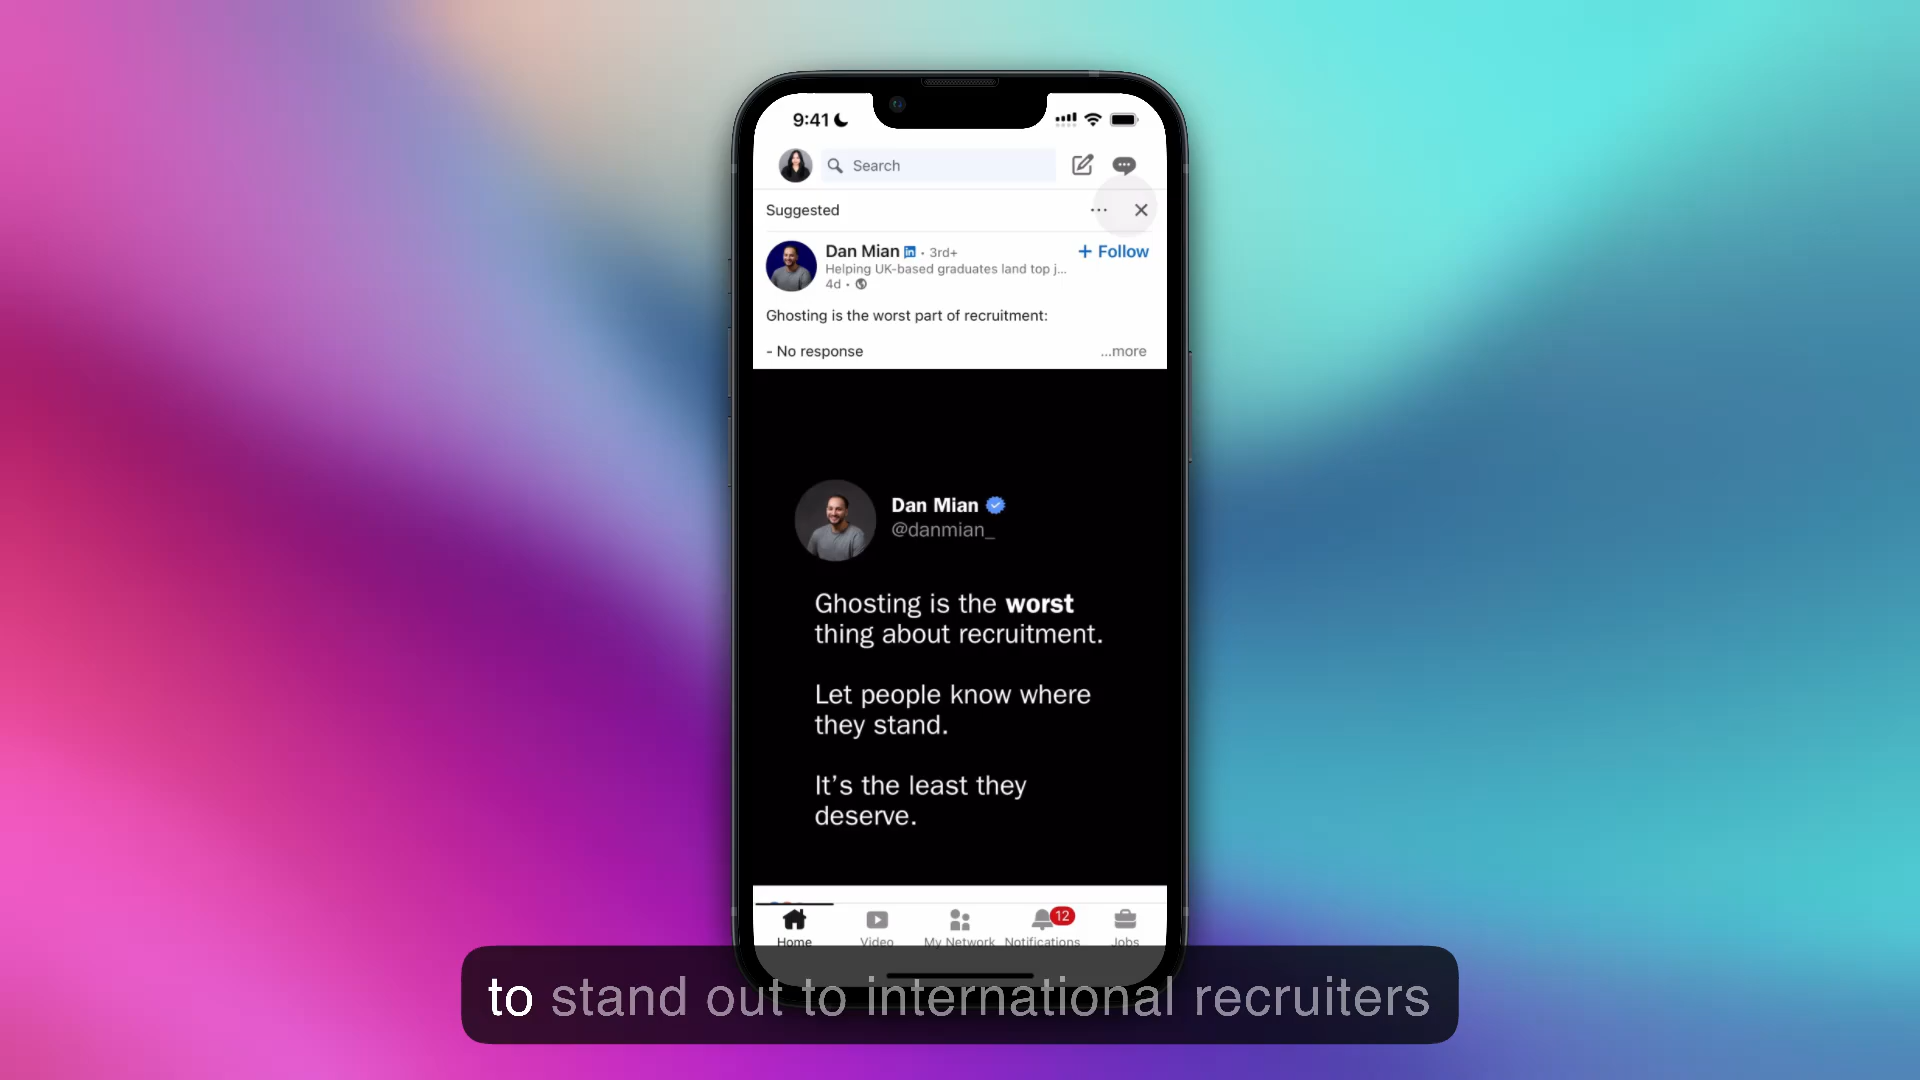 9:41
Search
Suggested
Dan Mian in • 3rd+
+ Follow
Helping UK-based graduates land top j...
4d •
Ghosting is the worst part of recruitment:
- No response
...more
Dan Mian
@danmian_
Ghosting is the worst
thing about recruitment.
Let people know where
they stand.
It's the least they
deserve.
12
Home
Video
My Network
Notifications
Jobs
to stand out to international recruiters